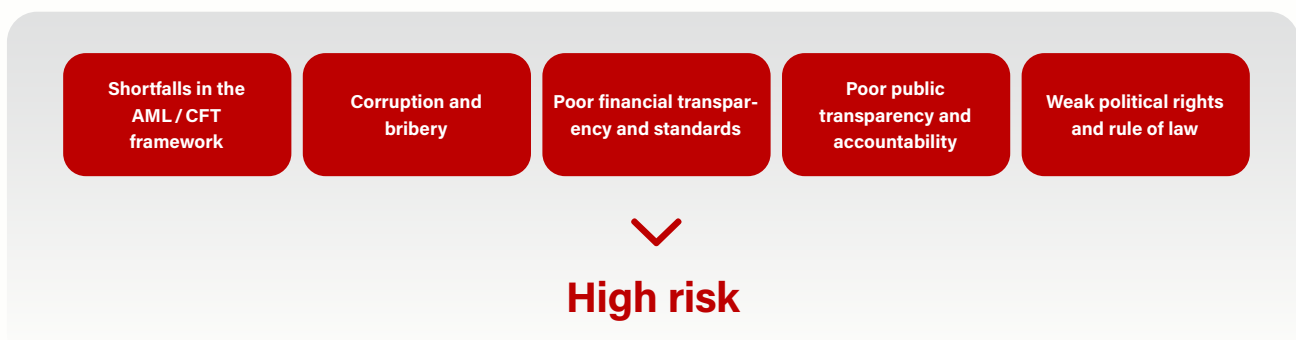 Shortfalls in the
AML / CFT
framework
Corruption and
bribery
Poor financial transpar-
ency and standards
Poor public
transparency and
accountability
Weak political rights
and rule of law
High risk